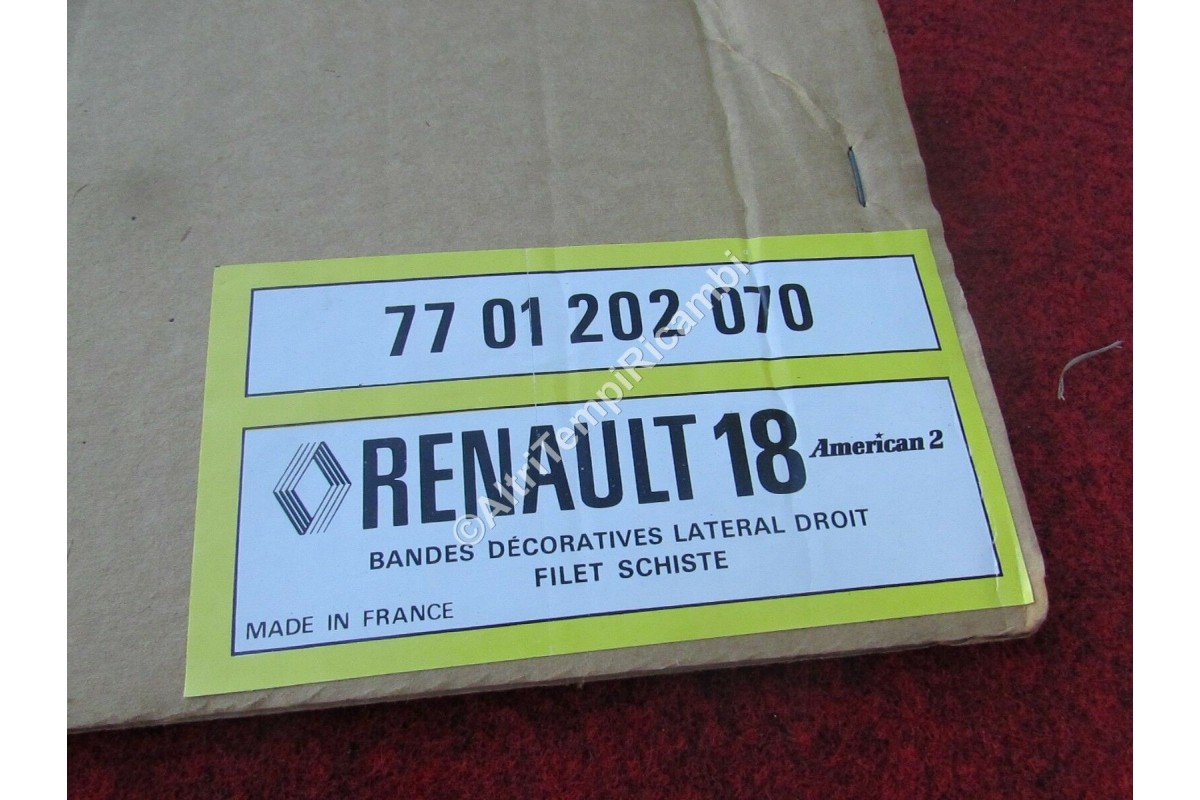 77 01 202 070
RENAULT 18 American 2
BANDES DÉCORATIVES LATERAL DROIT
FILET SCHISTE
MADE IN FRANCE
©AltriTempiRicambi